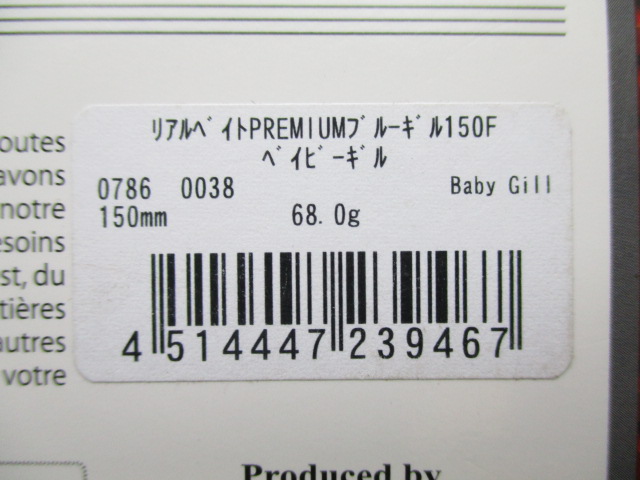 outes
avons
notre
esoins
st, du
tières
autres
votre
ﾘｱﾙﾍﾞｲﾄPREMIUMﾌﾞﾙｰｷﾞﾙ150F
ﾍﾞｲﾋﾞｰｷﾞﾙ
0786 0038 Baby Gill
150mm 68.0g
4 514447 239467
Produced by